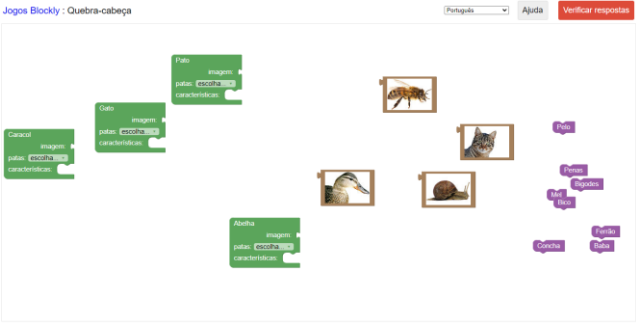 Jogos Blockly : Quebra-cabeça
Português
Ajuda
Verificar respostas
Pato
imagem:
patas: escolha...
características:
Gato
imagem:
patas: escolha...
características:
Caracol
imagem:
patas: escolha...
características:
Abelha
imagem:
patas: escolha...
características:
Pelo
Penas
Bigodes
Mel
Bico
Ferrão
Concha
Baba